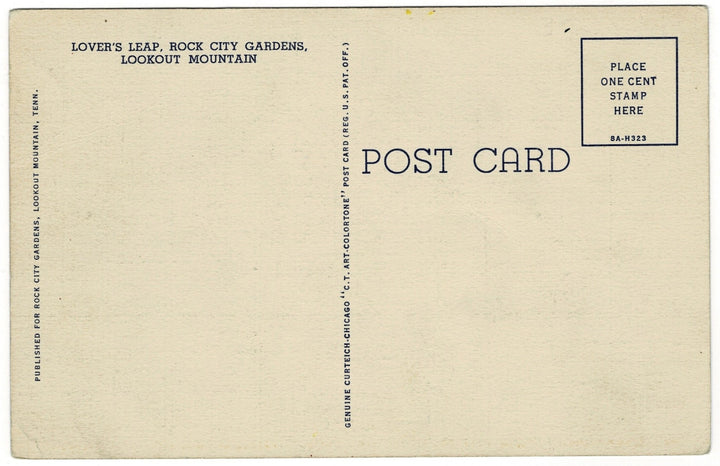 LOVER'S LEAP, ROCK CITY GARDENS,
LOOKOUT MOUNTAIN
PUBLISHED FOR ROCK CITY GARDENS, LOOKOUT MOUNTAIN, TENN.
GENUINE CURTEICH-CHICAGO "C.T. ART-COLORTONE" POST CARD (REG. U.S. PAT. OFF.)
POST CARD
PLACE
ONE CENT
STAMP
HERE
8A-H323